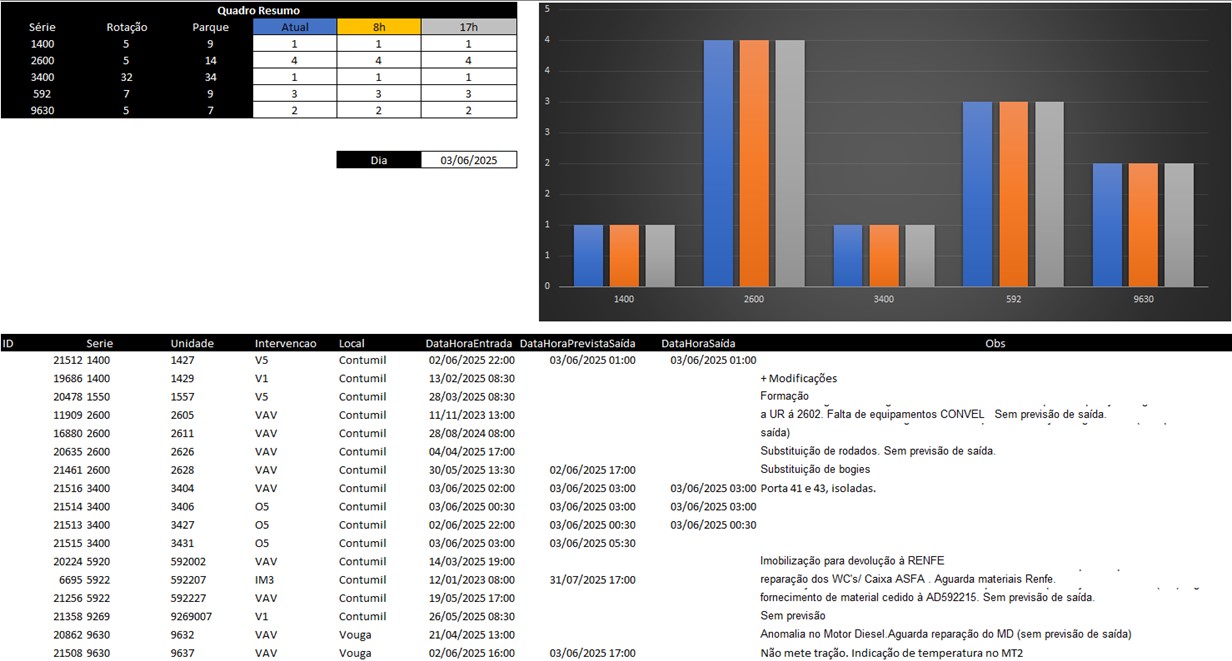 Quadro Resumo
Série Rotação Parque Atual 8h 17h
1400 5 9 1 1 1
2600 5 14 4 4 4
3400 32 34 1 1 1
592 7 9 3 3 3
9630 5 7 2 2 2
Dia 03/06/2025
5
4
4
3
3
2
2
1
1
0
1400 2600 3400 592 9630
ID Serie Unidade Intervencao Local DataHoraEntrada DataHoraPrevistaSaída DataHoraSaída Obs
21512 1400 1427 V5 Contumil 02/06/2025 22:00 03/06/2025 01:00 03/06/2025 01:00
19686 1400 1429 V1 Contumil 13/02/2025 08:30 + Modificações
20478 1550 1557 V5 Contumil 28/03/2025 08:30 Formação
11909 2600 2605 VAV Contumil 11/11/2023 13:00 a UR á 2602. Falta de equipamentos CONVEL Sem previsão de saída.
16880 2600 2611 VAV Contumil 28/08/2024 08:00 saída)
20635 2600 2626 VAV Contumil 04/04/2025 17:00 Substituição de rodados. Sem previsão de saída.
21461 2600 2628 VAV Contumil 30/05/2025 13:30 02/06/2025 17:00 Substituição de bogies
21516 3400 3404 VAV Contumil 03/06/2025 02:00 03/06/2025 03:00 03/06/2025 03:00 Porta 41 e 43, isoladas.
21514 3400 3406 O5 Contumil 03/06/2025 00:30 03/06/2025 03:00 03/06/2025 03:00
21513 3400 3427 O5 Contumil 02/06/2025 22:00 03/06/2025 00:30 03/06/2025 00:30
21515 3400 3431 O5 Contumil 03/06/2025 03:00 03/06/2025 05:30
20224 5920 592002 VAV Contumil 14/03/2025 19:00 Imobilização para devolução à RENFE
6695 5922 592207 IM3 Contumil 12/01/2023 08:00 31/07/2025 17:00 reparação dos WC's/ Caixa ASFA . Aguarda materiais Renfe.
21256 5922 592227 VAV Contumil 19/05/2025 17:00 fornecimento de material cedido à AD592215. Sem previsão de saída.
21358 9269 9269007 V1 Contumil 26/05/2025 08:30 Sem previsão
20862 9630 9632 VAV Vouga 21/04/2025 13:00 Anomalia no Motor Diesel.Aguarda reparação do MD (sem previsão de saída)
21508 9630 9637 VAV Vouga 02/06/2025 16:00 03/06/2025 17:00 Não mete tração. Indicação de temperatura no MT2